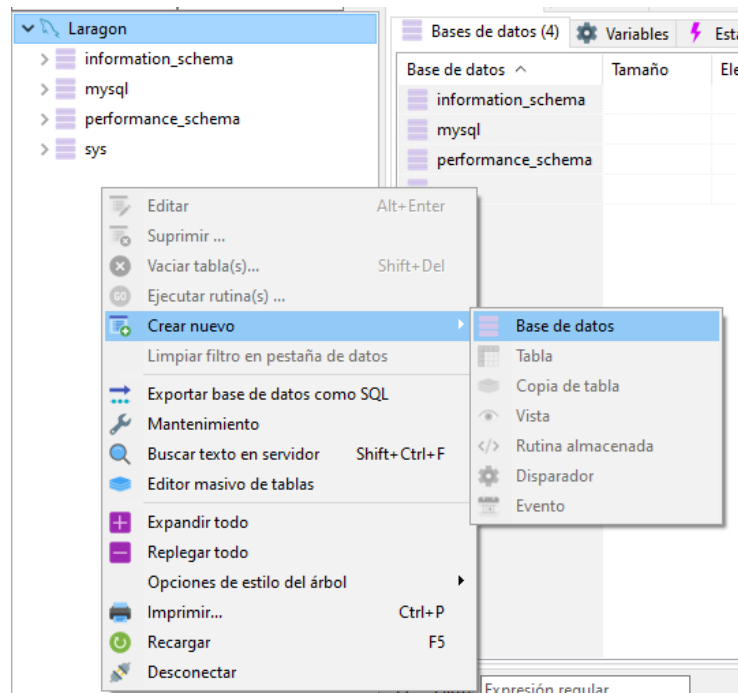 Laragon
information_schema
mysql
performance_schema
sys
Bases de datos (4)
Variables
Base de datos
Tamaño
information_schema
mysql
performance_schema
Editar Alt+Enter
Suprimir ...
Vaciar tabla(s)... Shift+Del
GO Ejecutar rutina(s) ...
Crear nuevo
Limpiar filtro en pestaña de datos
Exportar base de datos como SQL
Mantenimiento
Buscar texto en servidor Shift+Ctrl+F
Editor masivo de tablas
Expandir todo
Replegar todo
Opciones de estilo del árbol
Imprimir... Ctrl+P
Recargar F5
Desconectar
Base de datos
Tabla
Copia de tabla
Vista
Rutina almacenada
Disparador
Evento
Expresión regular